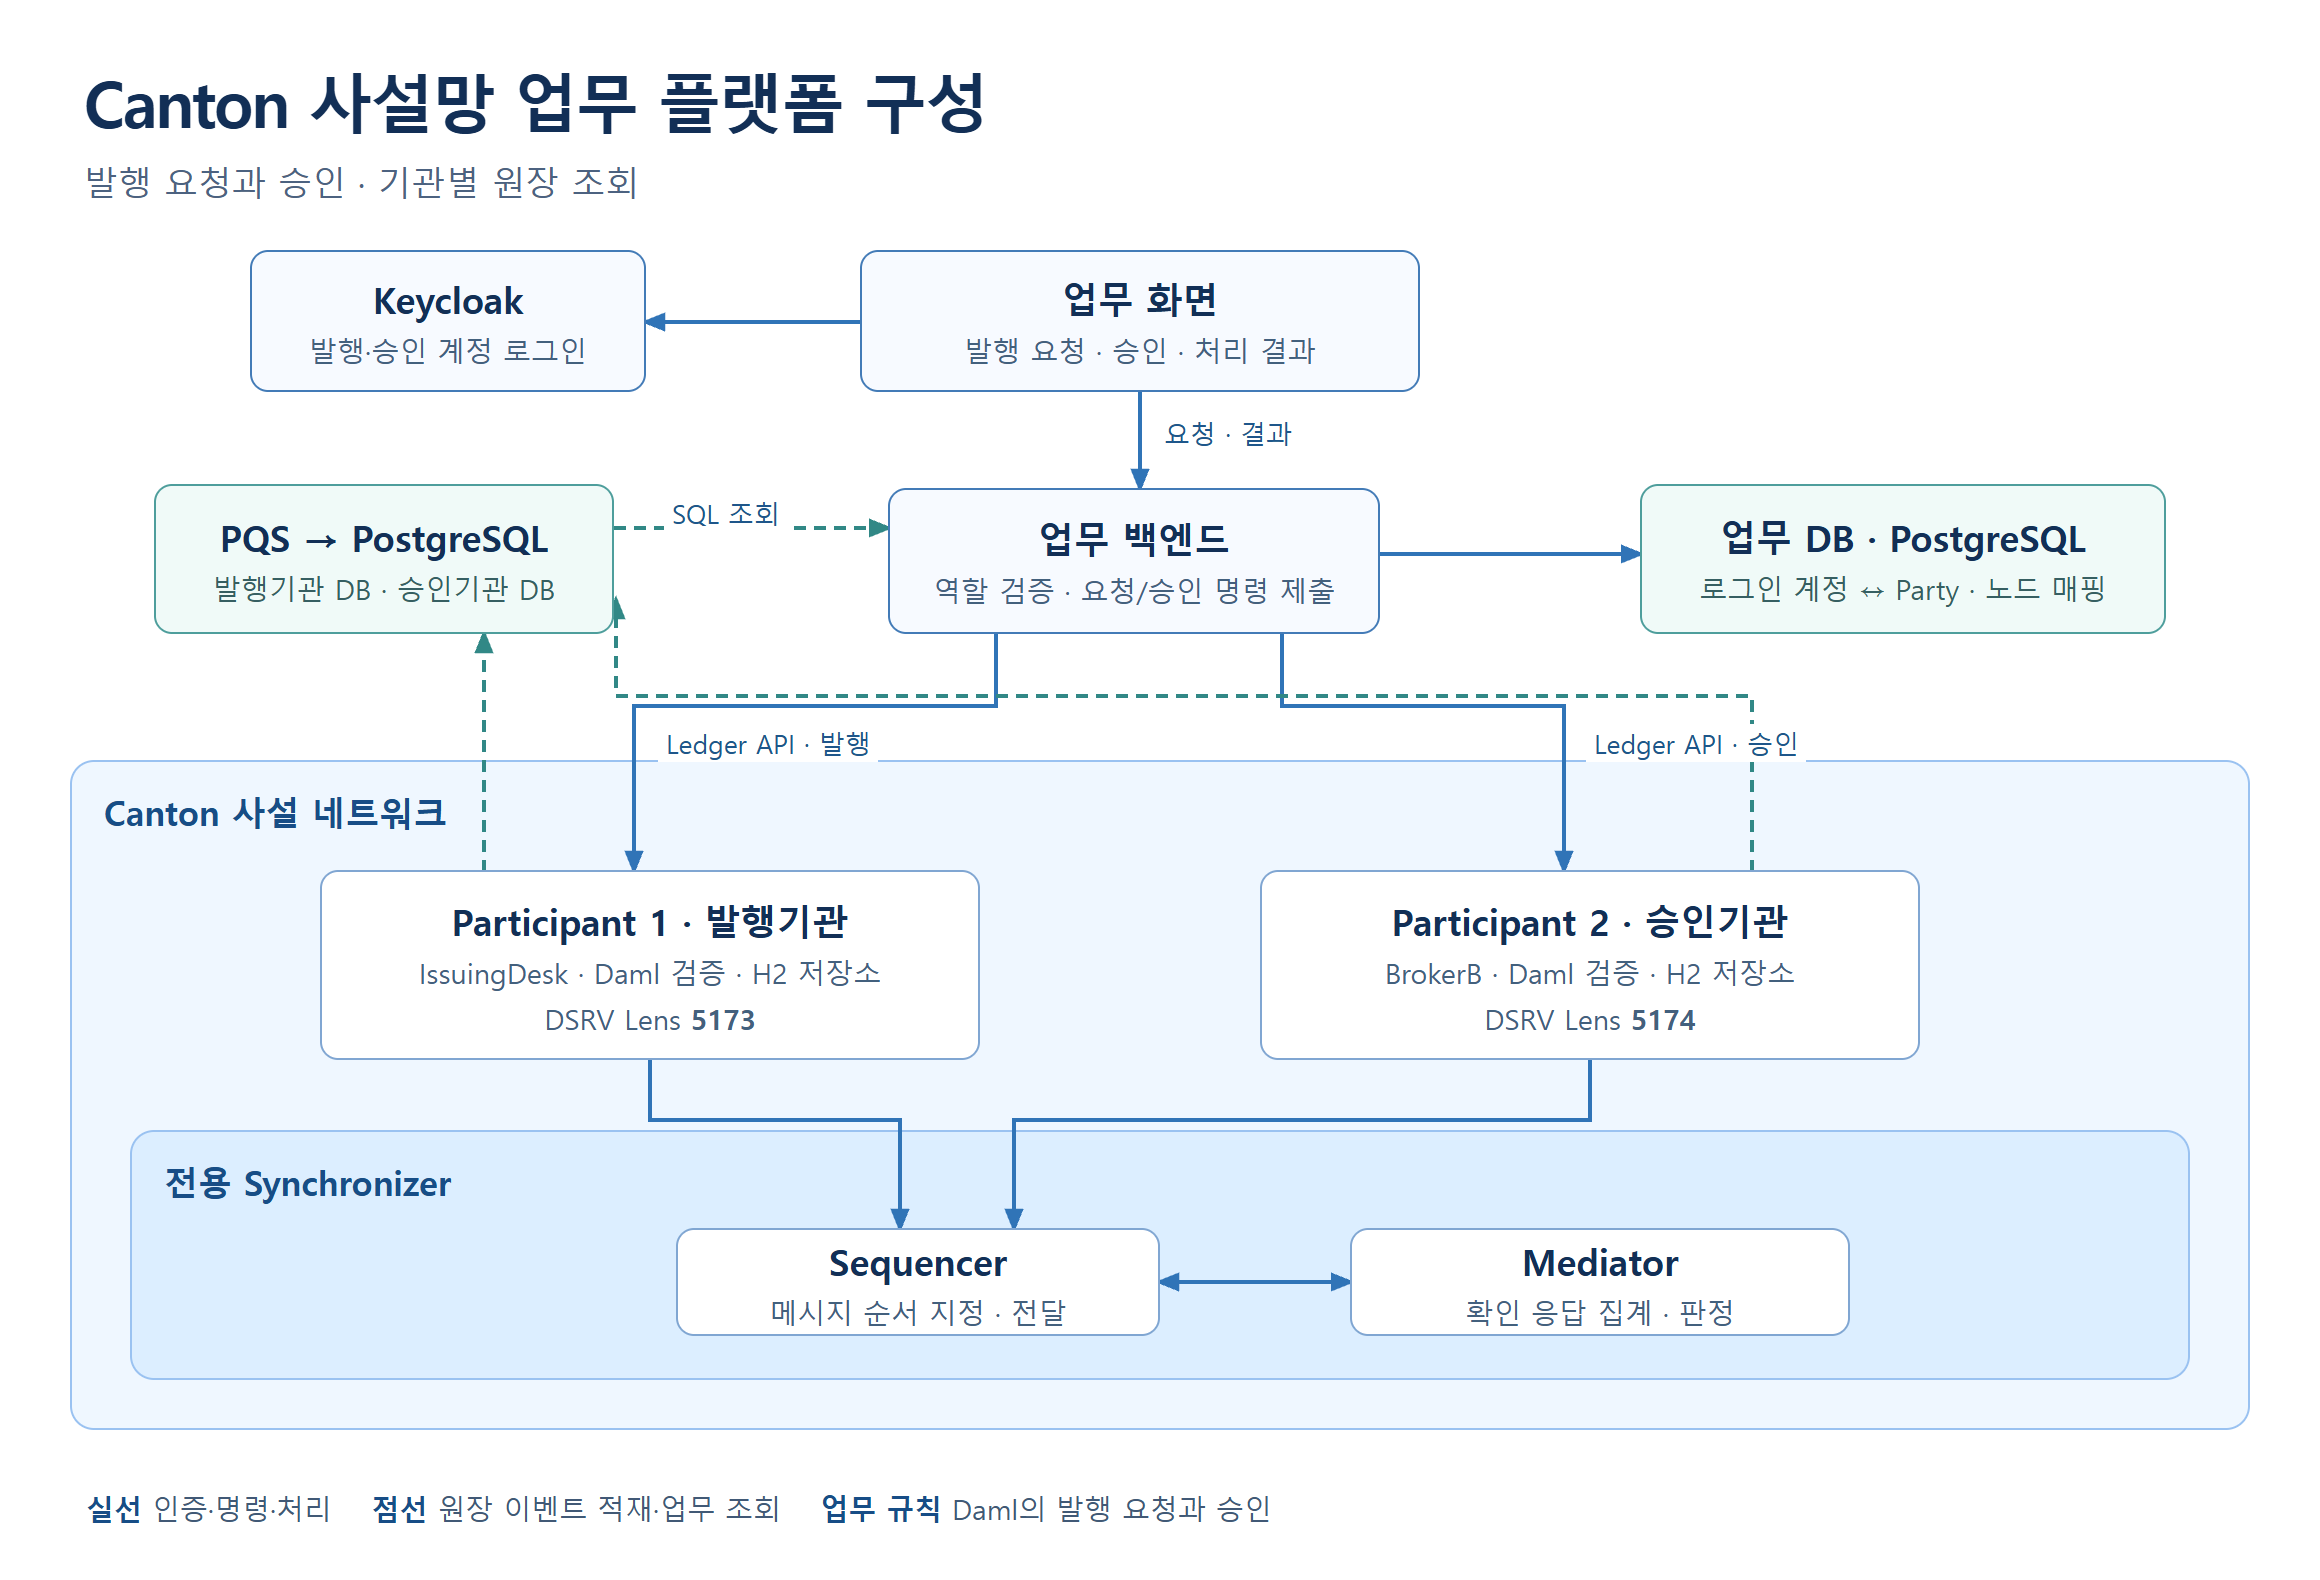 Canton 사설망 업무 플랫폼 구성
발행 요청과 승인 · 기관별 원장 조회
Keycloak
발행·승인 계정 로그인
업무 화면
발행 요청 · 승인 · 처리 결과
요청 · 결과
PQS → PostgreSQL
발행기관 DB · 승인기관 DB
SQL 조회
업무 백엔드
역할 검증 · 요청/승인 명령 제출
업무 DB · PostgreSQL
로그인 계정 ↔ Party · 노드 매핑
Ledger API · 발행
Ledger API · 승인
Canton 사설 네트워크
Participant 1 · 발행기관
IssuingDesk · Daml 검증 · H2 저장소
DSRV Lens 5173
Participant 2 · 승인기관
BrokerB · Daml 검증 · H2 저장소
DSRV Lens 5174
전용 Synchronizer
Sequencer
메시지 순서 지정 · 전달
Mediator
확인 응답 집계 · 판정
실선 인증·명령·처리 점선 원장 이벤트 적재·업무 조회 업무 규칙 Daml의 발행 요청과 승인